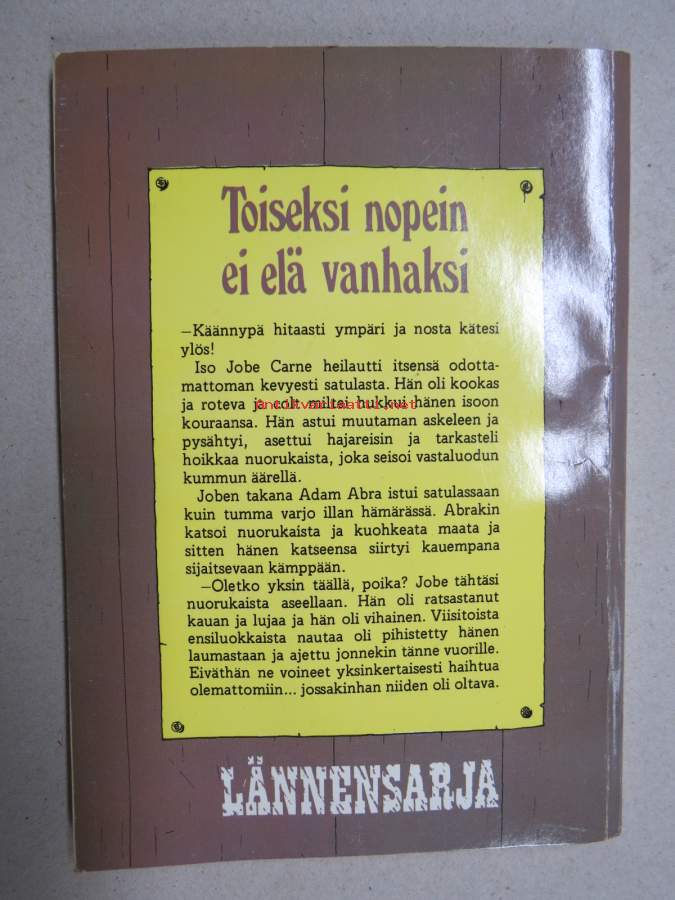 Toiseksi nopein
ei elä vanhaksi
—Käännypä hitaasti ympäri ja nosta kätesi
ylös!
Iso Jobe Carne heilautti itsensä odotta-
mattoman kevyesti satulasta. Hän oli kookas
ja roteva ja colt miltei hukkui hänen isoon
antikvariaatti.net
kouraansa. Hän astui muutaman askeleen ja
pysähtyi, asettui hajareisin ja tarkasteli
hoikkaa nuorukaista, joka seisoi vastaluodun
kummun äärellä.
Joben takana Adam Abra istui satulassaan
kuin tumma varjo illan hämärässä. Abrakin
katsoi nuorukaista ja kuohkeata maata ja
sitten hänen katseensa siirtyi kauempana
sijaitsevaan kämppään.
—Oletko yksin täällä, poika? Jobe tähtäsi
nuorukaista aseellaan. Hän oli ratsastanut
kauan ja lujaa ja hän oli vihainen. Viisitoista
ensiluokkaista nautaa oli pihistetty hänen
laumastaan ja ajettu jonnekin tänne vuorille.
Eiväthän ne voineet yksinkertaisesti haihtua
olemattomiin... jossakinhan niiden oli oltava.
LÄNNENSARJA